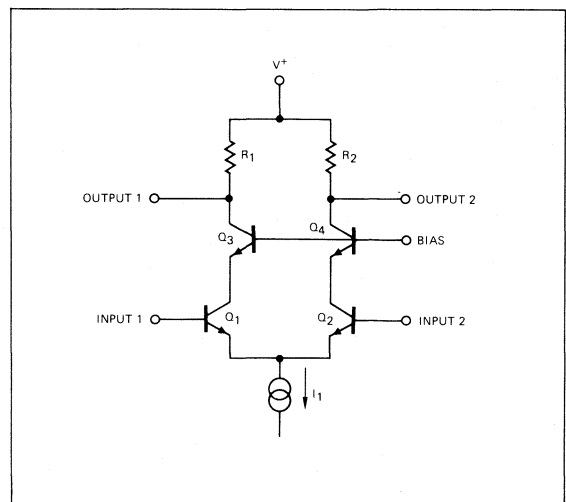 V+
R1 R2
OUTPUT 1 OUTPUT 2
Q3 Q4
BIAS
INPUT 1 Q1 Q2 INPUT 2
I1